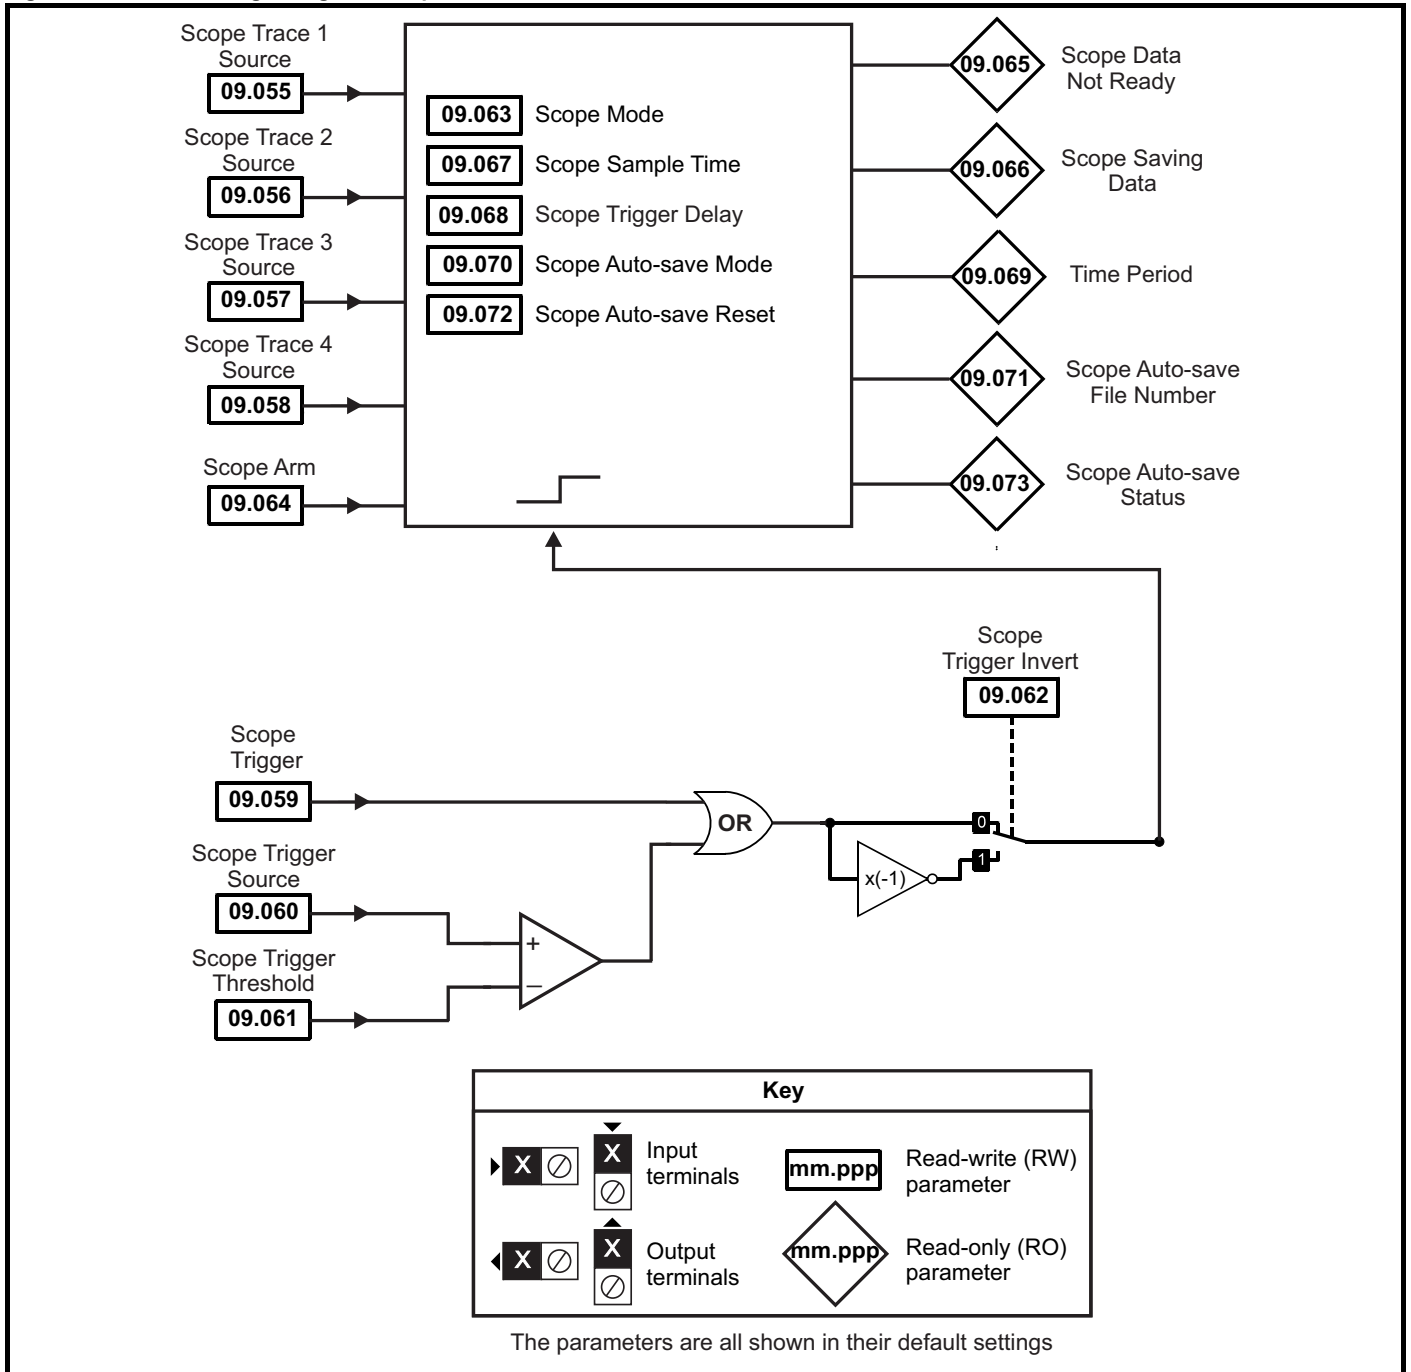 Scope Trace 1
Source
09.055
Scope Trace 2
Source
09.056
Scope Trace 3
Source
09.057
Scope Trace 4
Source
09.058
Scope Arm
09.064
09.063 Scope Mode
09.067 Scope Sample Time
09.068 Scope Trigger Delay
09.070 Scope Auto-save Mode
09.072 Scope Auto-save Reset
09.065
Scope Data
Not Ready
09.066
Scope Saving
Data
09.069
Time Period
09.071
Scope Auto-save
File Number
09.073
Scope Auto-save
Status
Scope
Trigger Invert
09.062
Scope
Trigger
09.059
OR
0
1
x(-1)
Scope Trigger
Source
09.060
+
Scope Trigger
Threshold
09.061
–
Key
X
X
Input
terminals
mm.ppp
Read-write (RW)
parameter
X
X
Output
terminals
mm.ppp
Read-only (RO)
parameter
The parameters are all shown in their default settings